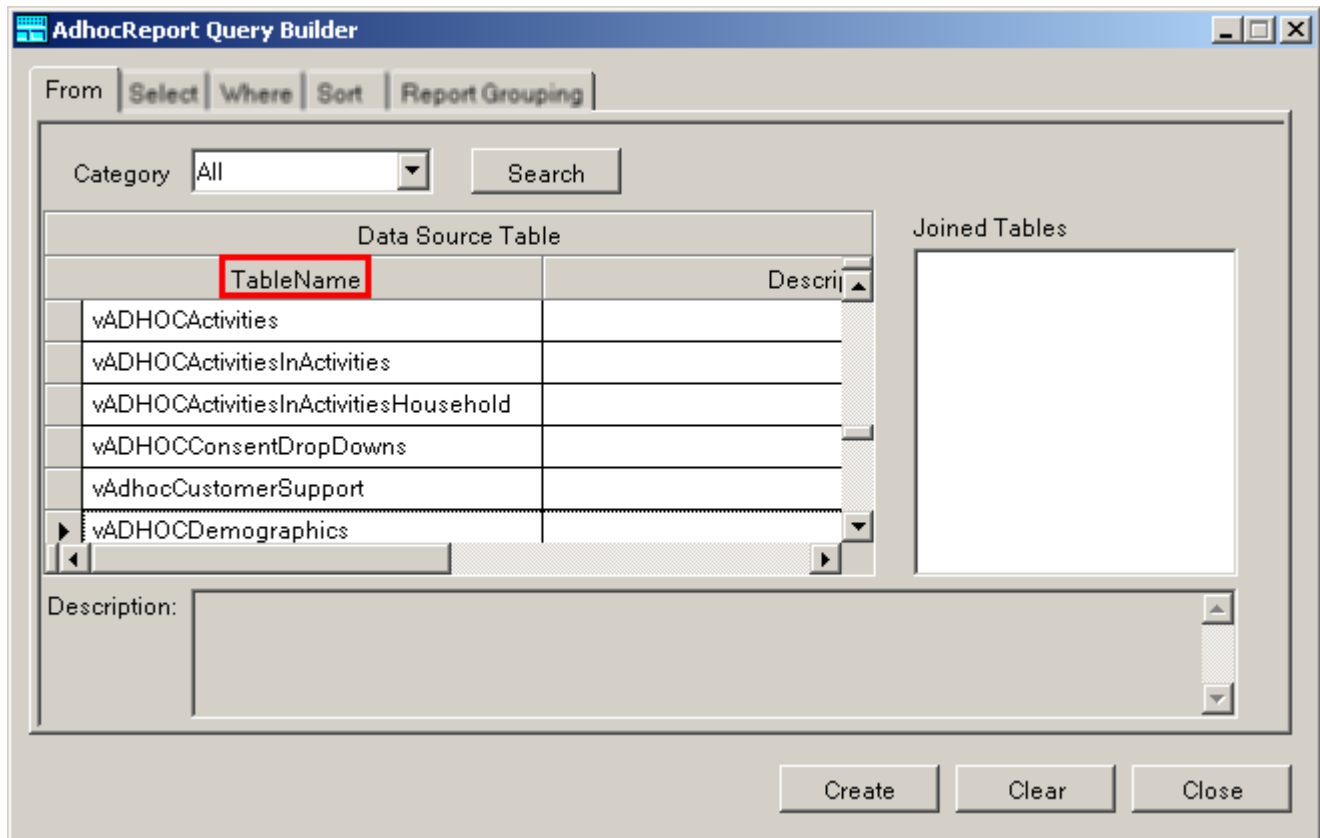 AdhocReport Query Builder
From Select Where Sort Report Grouping
Category All Search
Data Source Table
Joined Tables
TableName Descrip
vADHOCActivities
vADHOCActivitiesInActivities
vADHOCActivitiesInActivitiesHousehold
vADHOCConsentDropDowns
vAdhocCustomerSupport
vADHOCDemographics
Description:
Create Clear Close